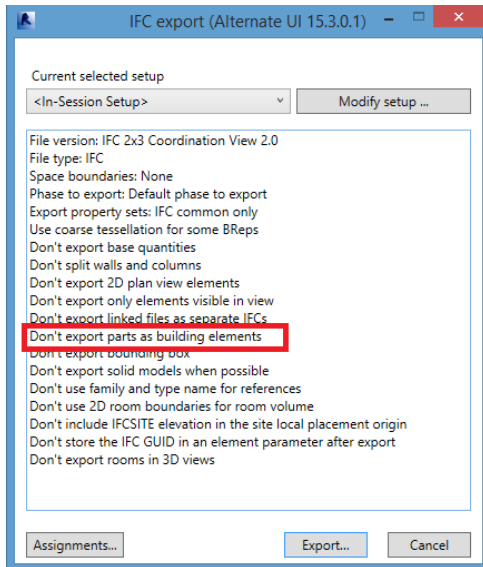 IFC export (Alternate UI 15.3.0.1)
Current selected setup
<In-Session Setup>
Modify setup ...
File version: IFC 2x3 Coordination View 2.0
File type: IFC
Space boundaries: None
Phase to export: Default phase to export
Export property sets: IFC common only
Use coarse tessellation for some BReps
Don't export base quantities
Don't split walls and columns
Don't export 2D plan view elements
Don't export only elements visible in view
Don't export linked files as separate IFCs
Don't export parts as building elements
Don't export bounding box
Don't export solid models when possible
Don't use family and type name for references
Don't use 2D room boundaries for room volume
Don't include IFCSITE elevation in the site local placement origin
Don't store the IFC GUID in an element parameter after export
Don't export rooms in 3D views
Assignments...
Export...
Cancel